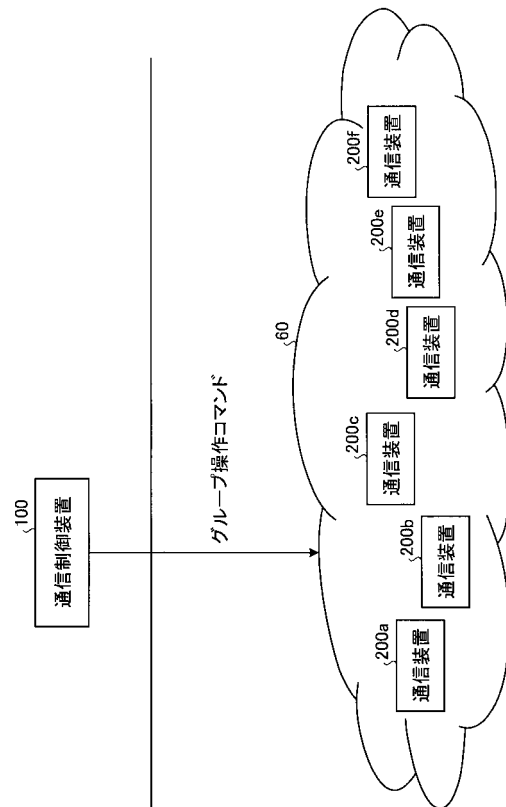 100
通信制御装置
グループ操作コマンド
60
200a
通信装置
200b
通信装置
200c
通信装置
200d
通信装置
200e
通信装置
200f
通信装置